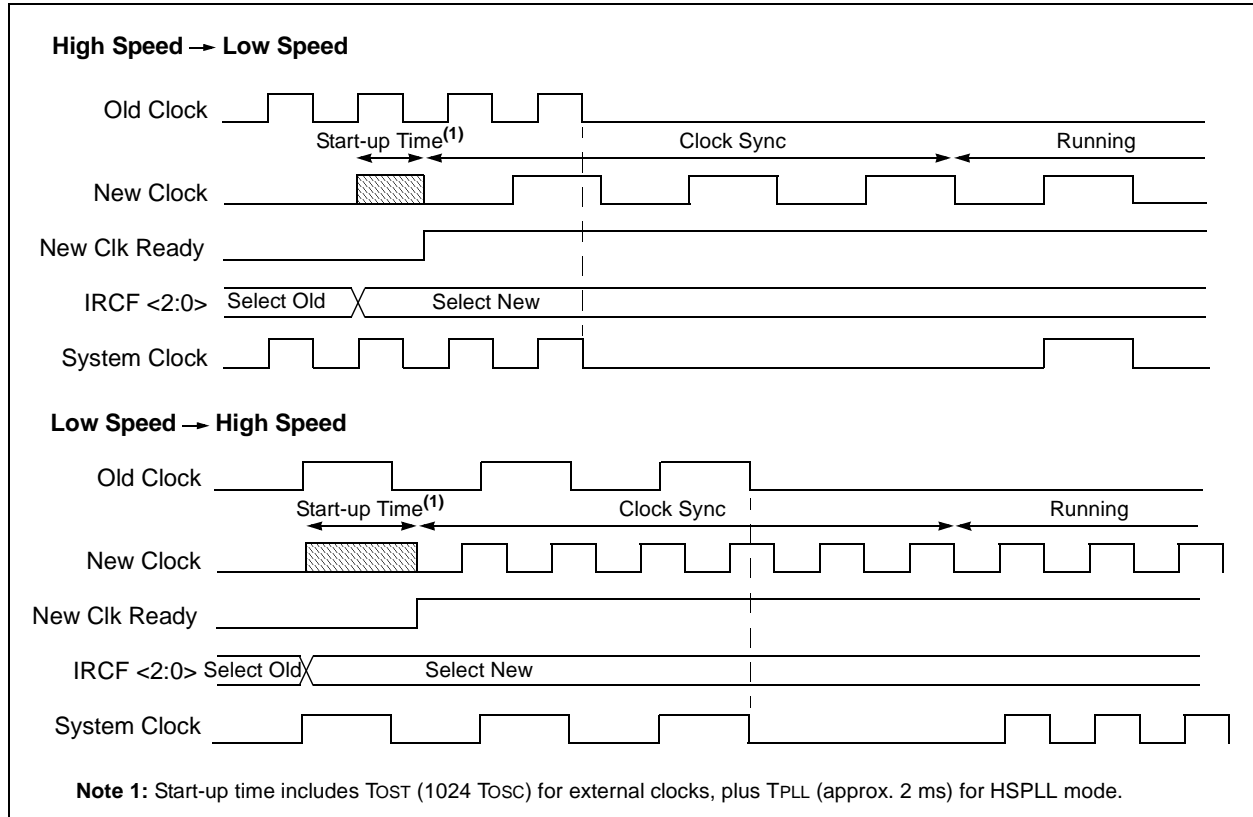 High Speed → Low Speed
Old Clock
Start-up Time(1) Clock Sync Running
New Clock
New Clk Ready
IRCF <2:0> Select Old Select New
System Clock
Low Speed → High Speed
Old Clock
Start-up Time(1) Clock Sync Running
New Clock
New Clk Ready
IRCF <2:0> Select Old Select New
System Clock
Note 1: Start-up time includes TOST (1024 TOSC) for external clocks, plus TPLL (approx. 2 ms) for HSPLL mode.